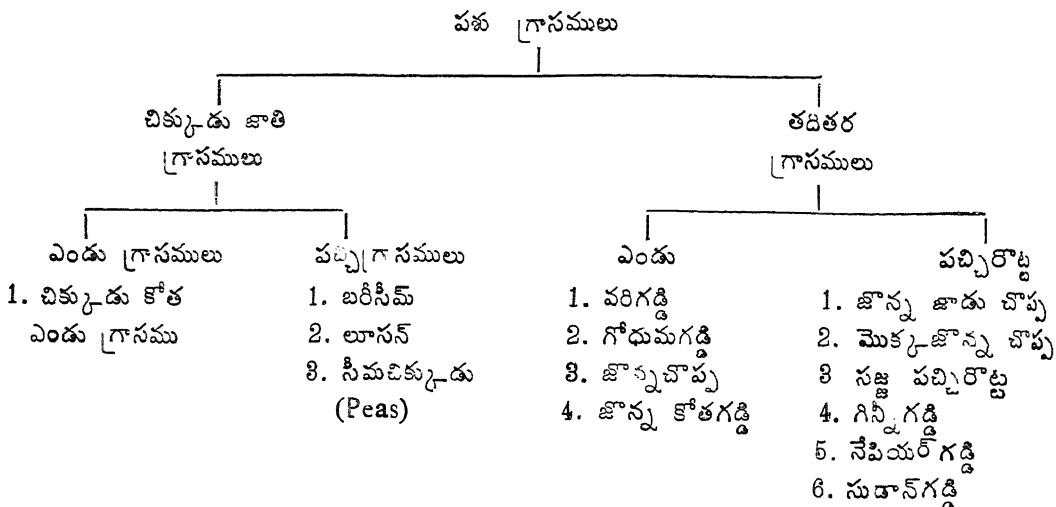 పశు గ్రాసములు
చిక్కుడు జాతి
గ్రాసములు
ఎండు గ్రాసములు
1. చిక్కుడు కోత
ఎండు గ్రాసము
పచ్చిగ్రాసములు
1. బరీసీమ్
2. లూసన్
3. సీమచిక్కుడు
(Peas)
తదితర
గ్రాసములు
ఎండు
1. వరిగడ్డి
2. గోధుమగడ్డి
3. జొన్నచొప్ప
4. జొన్న కోతగడ్డి
పచ్చిరొట్ట
1. జొన్న జాడు చొప్ప
2. మొక్కజొన్న చొప్ప
3 సజ్జ పచ్చిరొట్ట
4. గిన్నీగడ్డి
5. నేపియర్ గడ్డి
6. సుడాన్‌గడ్డి